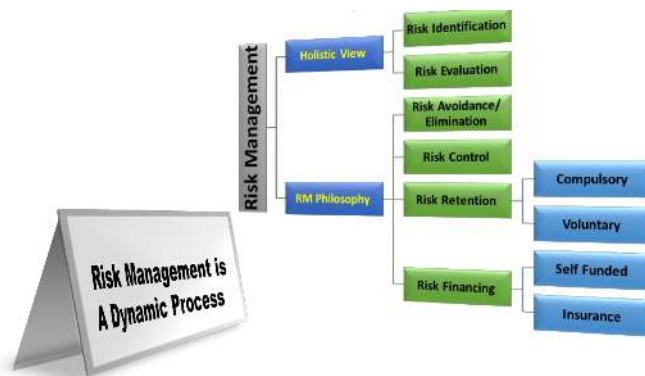 Risk Management
Holistic View
Risk Identification
Risk Evaluation
RM Philosophy
Risk Avoidance/
Elimination
Risk Control
Risk Retention
Compulsory
Voluntary
Risk Financing
Self Funded
Insurance
Risk Management is
A Dynamic Process